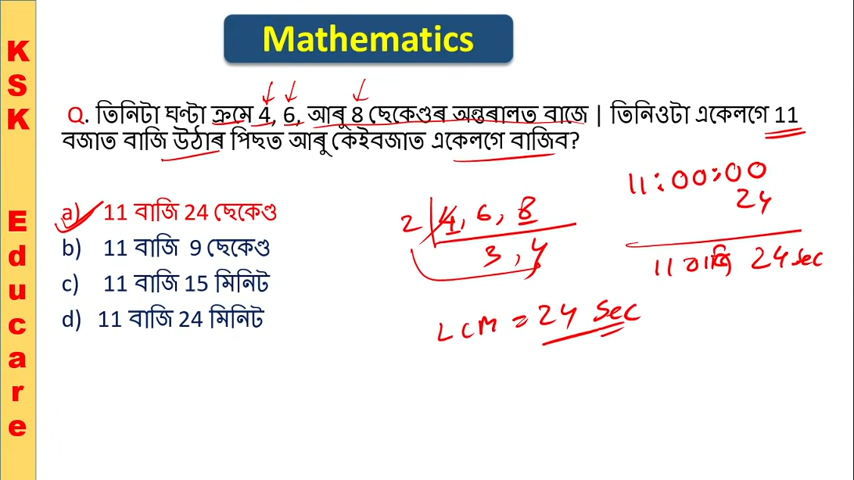 Mathematics
KSK Educare
Q. তিনিটা ঘণ্টা ক্ৰমে 4, 6, আৰু 8 ছেকেণ্ডৰ অন্তৰালত বাজে | তিনিওটা একেলগে 11
বজাত বাজি উঠাৰ পিছত আৰু কেইবজাত একেলগে বাজিব?
a) 11 বাজি 24 ছেকেণ্ড
b) 11 বাজি 9 ছেকেণ্ড
c) 11 বাজি 15 মিনিট
d) 11 বাজি 24 মিনিট
2 4, 6, 8
3, 4
LCM = 24 Sec
11:00:00
24
11 বাজি 24 sec